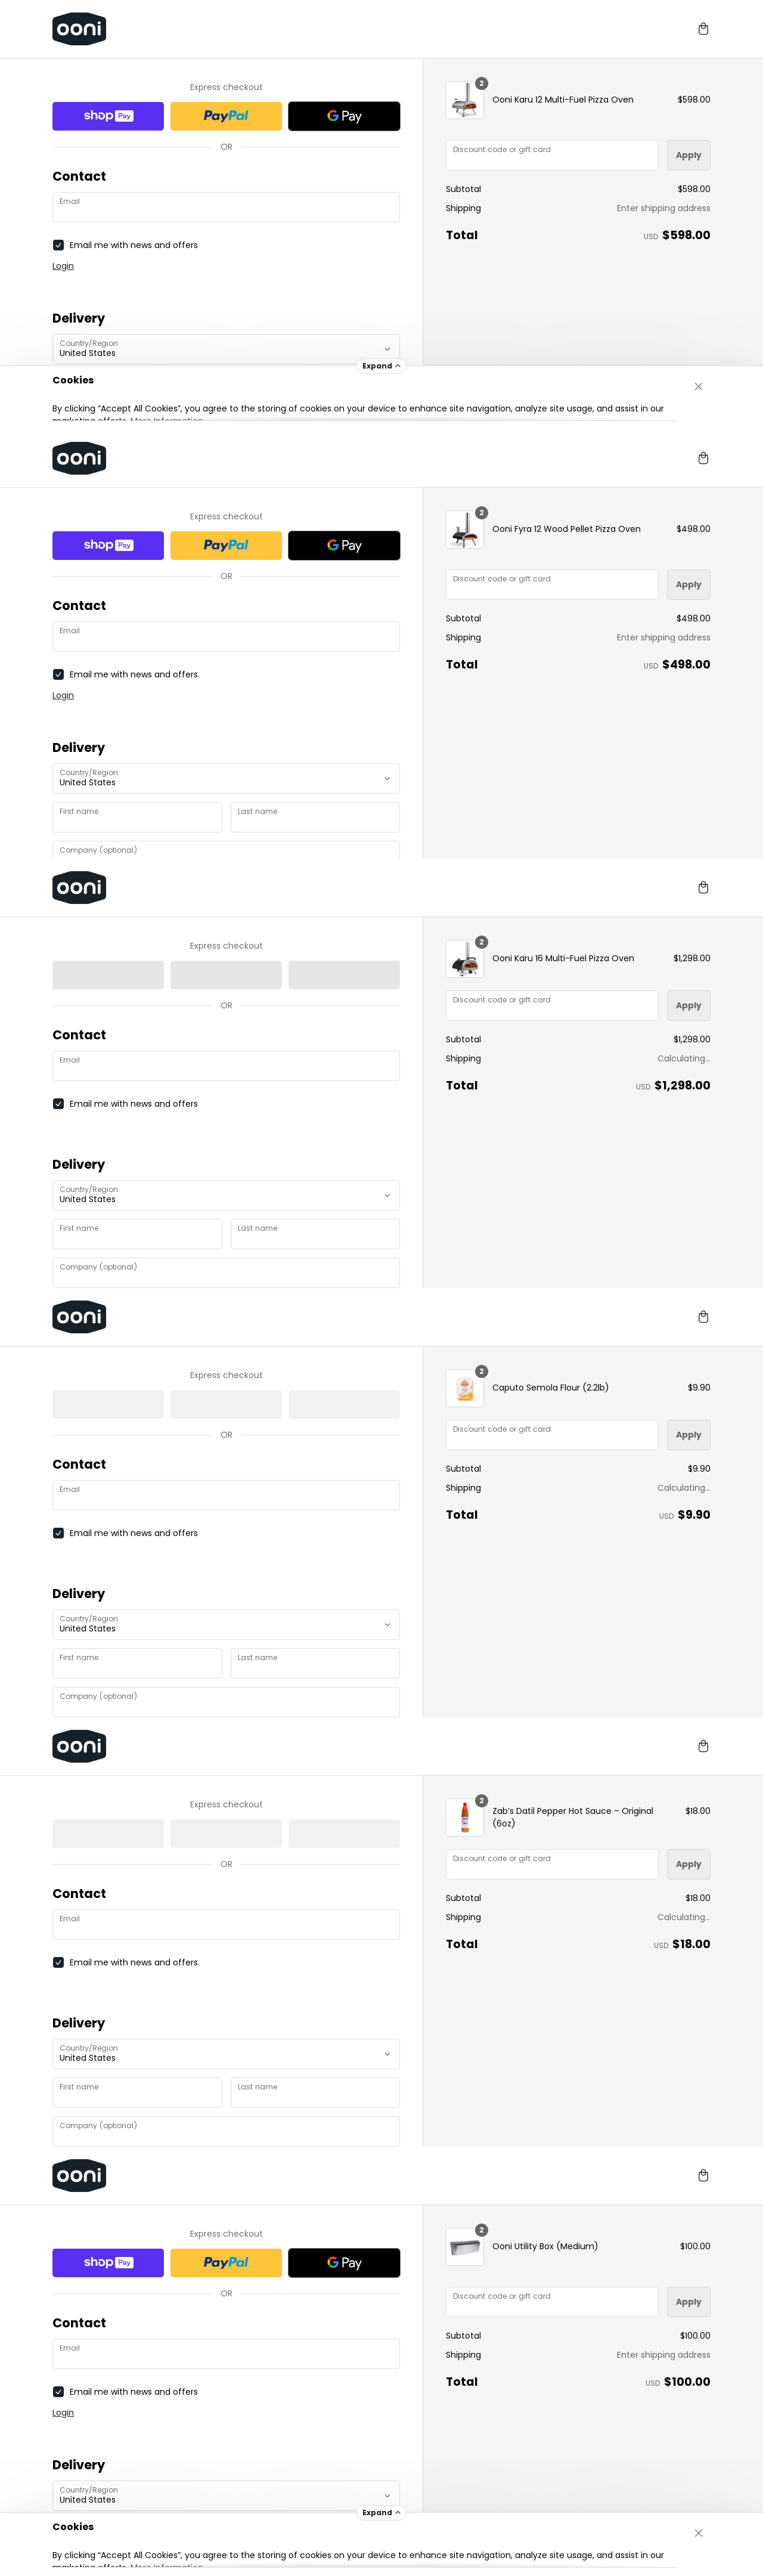 ooni
Express checkout
shop Pay
PayPal
G Pay
OR
Contact
Email
Email me with news and offers
Login
Delivery
Country/Region
United States
2
Ooni Karu 12 Multi-Fuel Pizza Oven $598.00
Discount code or gift card Apply
Subtotal $598.00
Shipping Enter shipping address
Total USD $598.00
Expand
Cookies
By clicking “Accept All Cookies”, you agree to the storing of cookies on your device to enhance site navigation, analyze site usage, and assist in our
marketing efforts. More Information
ooni
Express checkout
shop Pay
PayPal
G Pay
OR
Contact
Email
Email me with news and offers
Login
Delivery
Country/Region
United States
First name Last name
Company (optional)
2
Ooni Fyra 12 Wood Pellet Pizza Oven $498.00
Discount code or gift card Apply
Subtotal $498.00
Shipping Enter shipping address
Total USD $498.00
ooni
Express checkout
OR
Contact
Email
Email me with news and offers
Delivery
Country/Region
United States
First name Last name
Company (optional)
2
Ooni Karu 16 Multi-Fuel Pizza Oven $1,298.00
Discount code or gift card Apply
Subtotal $1,298.00
Shipping Calculating...
Total USD $1,298.00
ooni
Express checkout
OR
Contact
Email
Email me with news and offers
Delivery
Country/Region
United States
First name Last name
Company (optional)
2
Caputo Semola Flour (2.2lb) $9.90
Discount code or gift card Apply
Subtotal $9.90
Shipping Calculating...
Total USD $9.90
ooni
Express checkout
OR
Contact
Email
Email me with news and offers
Delivery
Country/Region
United States
First name Last name
Company (optional)
2
Zab’s Datil Pepper Hot Sauce – Original $18.00
(6oz)
Discount code or gift card Apply
Subtotal $18.00
Shipping Calculating...
Total USD $18.00
ooni
Express checkout
shop Pay
PayPal
G Pay
OR
Contact
Email
Email me with news and offers
Login
Delivery
Country/Region
United States
2
Ooni Utility Box (Medium) $100.00
Discount code or gift card Apply
Subtotal $100.00
Shipping Enter shipping address
Total USD $100.00
Expand
Cookies
By clicking “Accept All Cookies”, you agree to the storing of cookies on your device to enhance site navigation, analyze site usage, and assist in our
marketing efforts. More Information